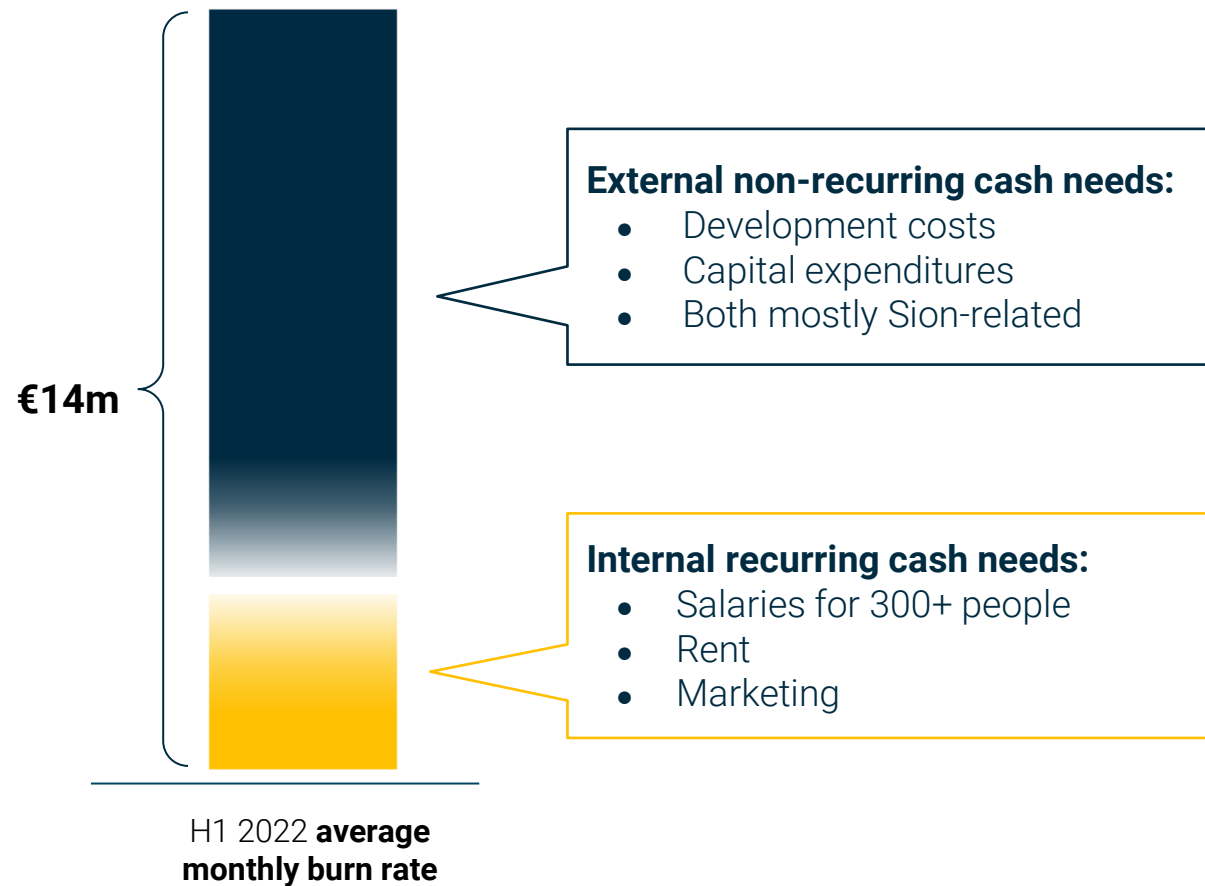 External non-recurring cash needs:
● Development costs
● Capital expenditures
● Both mostly Sion-related
€14m
Internal recurring cash needs:
● Salaries for 300+ people
● Rent
● Marketing
H1 2022 average
monthly burn rate